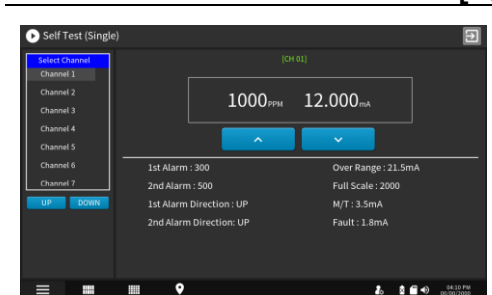 Self Test (Single)
Select Channel
Channel 1
Channel 2
Channel 3
Channel 4
Channel 5
Channel 6
Channel 7
UP DOWN
[CH 01]
1000PPM 12.000mA
1st Alarm : 300
2nd Alarm : 500
1st Alarm Direction : UP
2nd Alarm Direction: UP
Over Range : 21.5mA
Full Scale : 2000
M/T : 3.5mA
Fault : 1.8mA
04:10 PM
00/00/2000